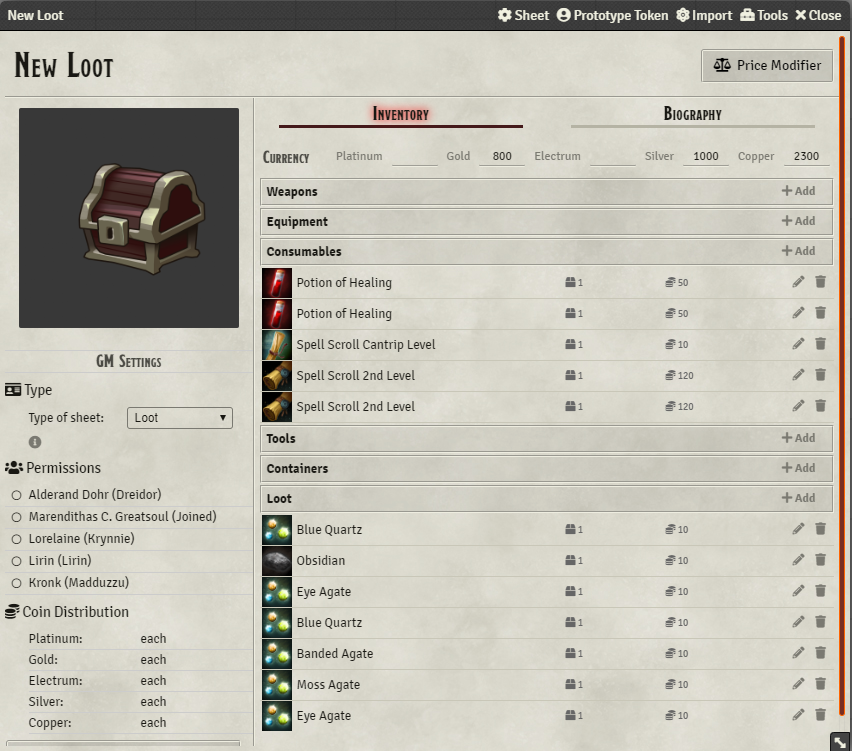 New Loot
Sheet Prototype Token Import Tools Close
New Loot
Price Modifier
Inventory Biography
Currency Platinum Gold 800 Electrum Silver 1000 Copper 2300
Weapons Add
Equipment Add
Consumables Add
Potion of Healing 1 50
Potion of Healing 1 50
Spell Scroll Cantrip Level 1 10
Spell Scroll 2nd Level 1 120
Spell Scroll 2nd Level 1 120
Tools Add
Containers Add
Loot Add
Blue Quartz 1 10
Obsidian 1 10
Eye Agate 1 10
Blue Quartz 1 10
Banded Agate 1 10
Moss Agate 1 10
Eye Agate 1 10
GM Settings
Type
Type of sheet: Loot
Permissions
Alderand Dohr (Dreidor)
Marendithas C. Greatsoul (Joined)
Lorelaine (Krynnie)
Lirin (Lirin)
Kronk (Madduzzu)
Coin Distribution
Platinum: each
Gold: each
Electrum: each
Silver: each
Copper: each